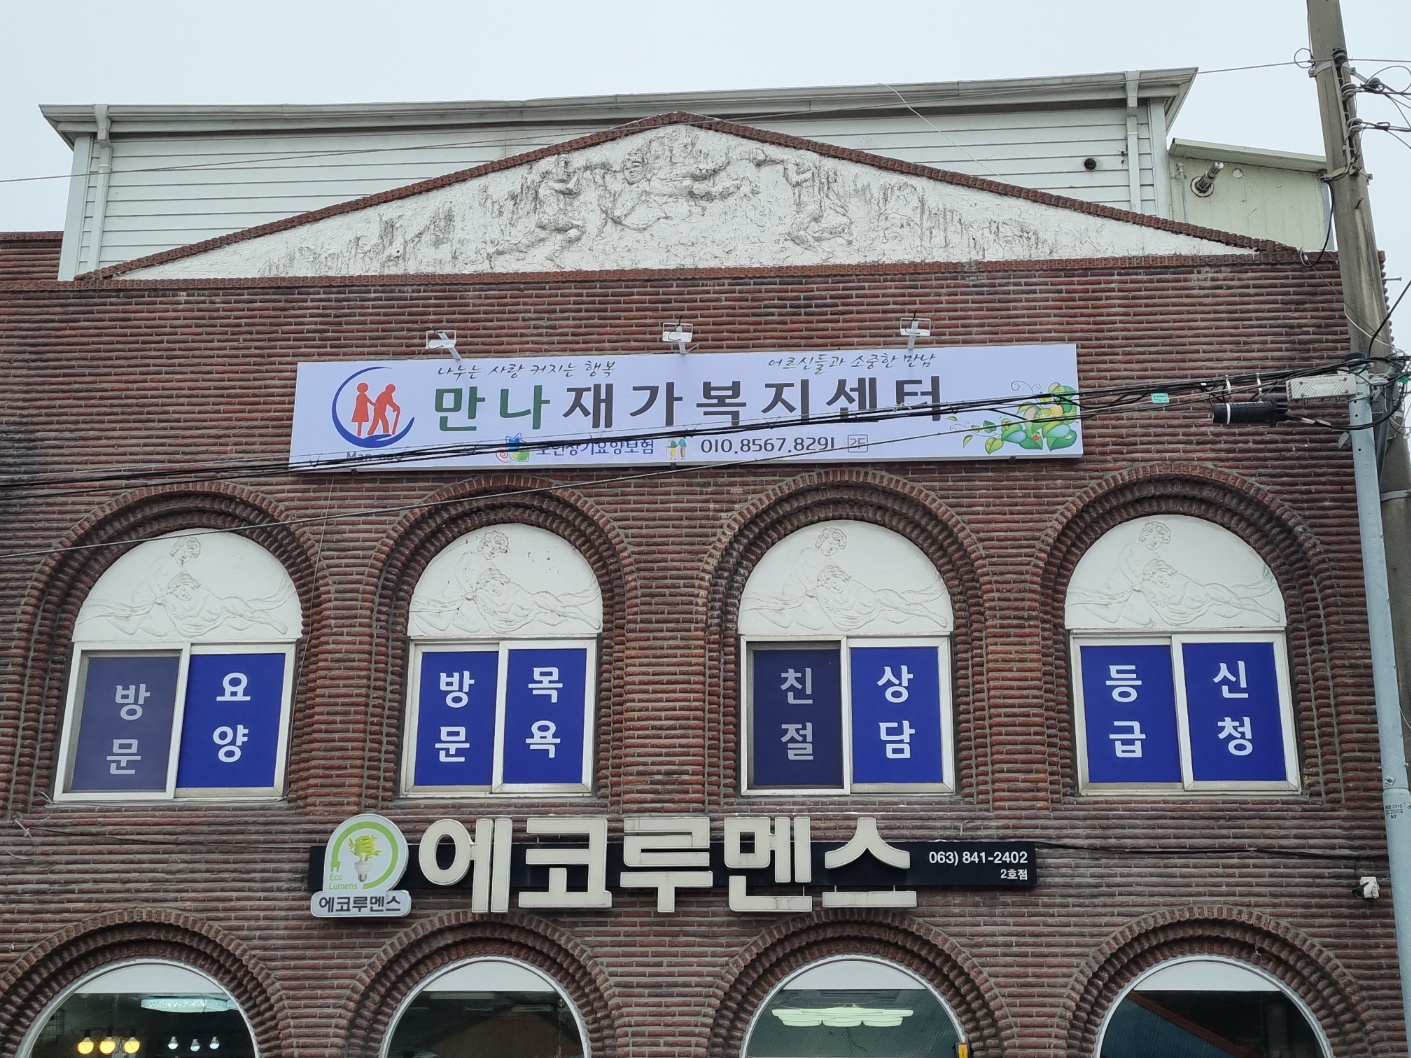 나누는 사랑 커지는 행복
어르신들과 소중한 만남
만나재가복지센터
노인장기요양보험
010.8567.8291 2F
방문 요양
방문 목욕
친절 상담
등급 신청
에코루멘스
063) 841-2402
2호점
Eco
Lumens
에코루멘스